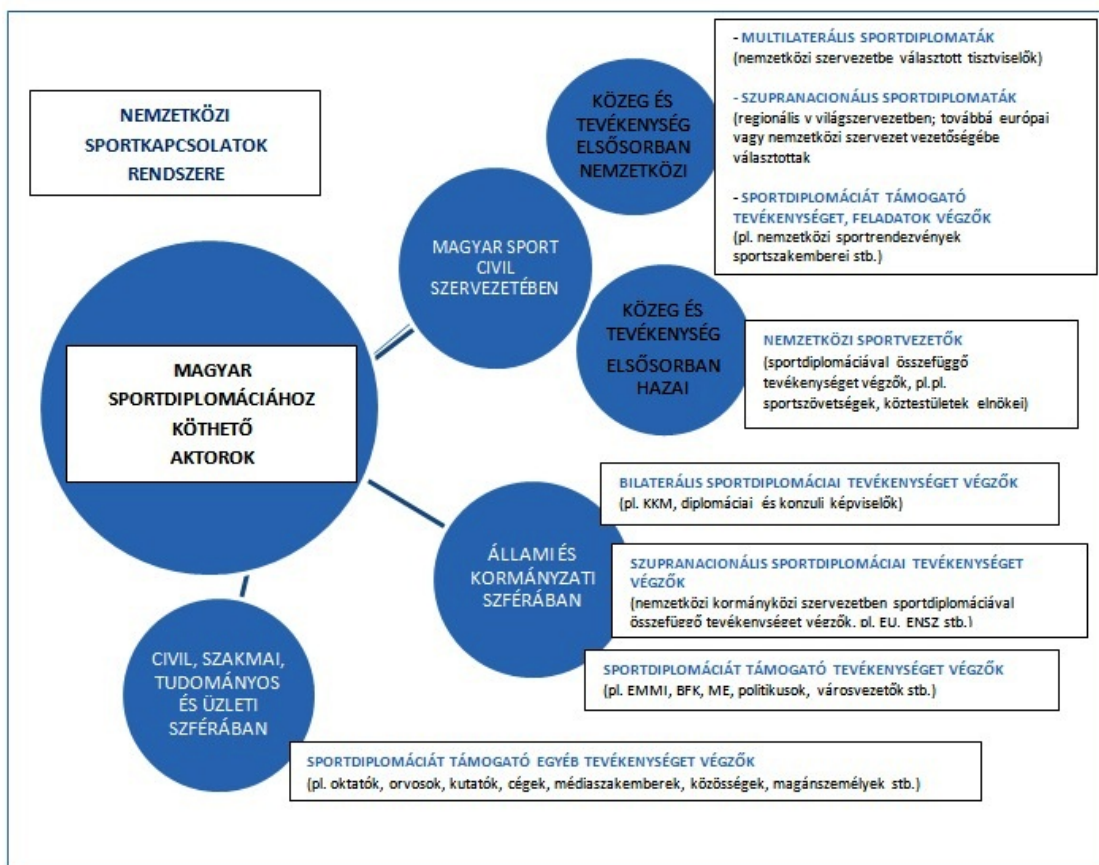 NEMZETKÖZI
SPORTKAPCSOLATOK
RENDSZERE
MAGYAR
SPORTDIPLOMÁCIÁHOZ
KÖTHETŐ
AKTOROK
MAGYAR SPORT
CIVIL
SZERVEZETÉBEN
KÖZEG ÉS
TEVÉKENYSÉG
ELSŐSORBAN
NEMZETKÖZI
- MULTILATERÁLIS SPORTDIPLOMATÁK
(nemzetközi szervezetbe választott tisztviselők)
- SZUPRANACIONÁLIS SPORTDIPLOMATÁK
(regionális v világszervezetben; továbbá európai
vagy nemzetközi szervezet vezetőségébe
választottak
- SPORTDIPLOMÁCIÁT TÁMOGATÓ
TEVÉKENYSÉGET, FELADATOK VÉGZŐK
(pl. nemzetközi sportrendezvények
sportszakemberei stb.)
KÖZEG ÉS
TEVÉKENYSÉG
ELSŐSORBAN
HAZAI
NEMZETKÖZI SPORTVEZETŐK
(sportdiplomáciával összefüggő
tevékenységet végzők, pl.pl.
sportszövetségek, köztestületek elnökei)
ÁLLAMI ÉS
KORMÁNYZATI
SZFÉRÁBAN
BILATERÁLIS SPORTDIPLOMÁCIAI TEVÉKENYSÉGET VÉGZŐK
(pl. KKM, diplomáciai és konzuli képviselők)
SZUPRANACIONÁLIS SPORTDIPLOMÁCIAI TEVÉKENYSÉGET
VÉGZŐK
(nemzetközi kormányközi szervezetben sportdiplomáciával
összefüggő tevékenységet végzők, pl. EU, ENSZ stb.)
SPORTDIPLOMÁCIÁT TÁMOGATÓ TEVÉKENYSÉGET VÉGZŐK
(pl. EMMI, BFK, ME, politikusok, városvezetők stb.)
CIVIL, SZAKMAI,
TUDOMÁNYOS
ÉS ÜZLETI
SZFÉRÁBAN
SPORTDIPLOMÁCIÁT TÁMOGATÓ EGYÉB TEVÉKENYSÉGET VÉGZŐK
(pl. oktatók, orvosok, kutatók, cégek, médiaszakemberek, közösségek, magánszemélyek stb.)